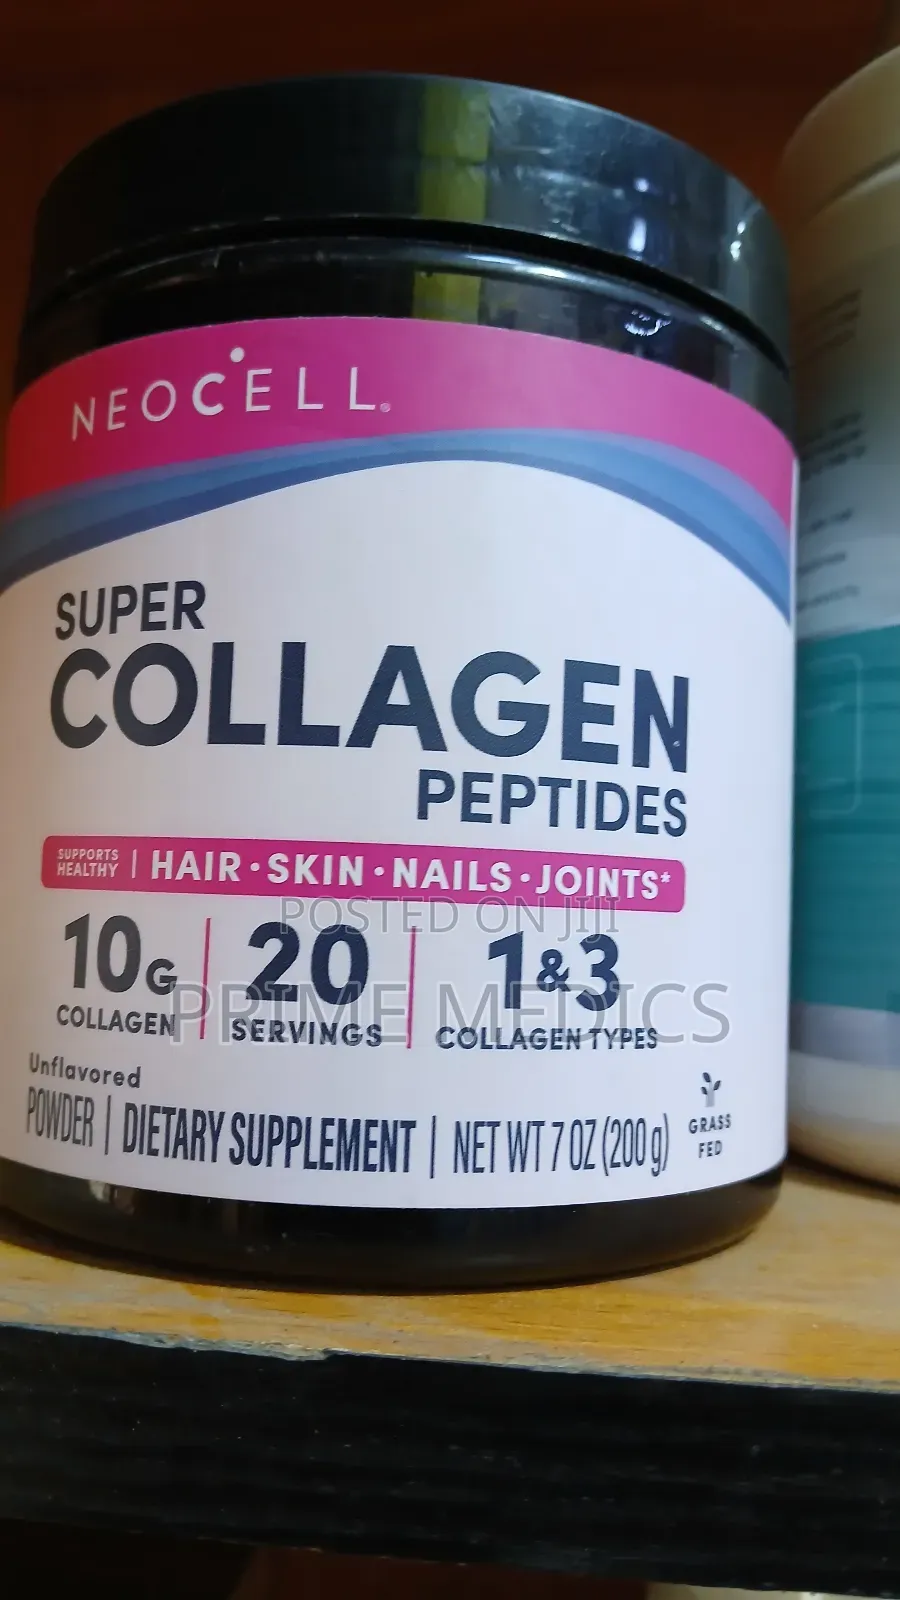 NEOCELL®
SUPER
COLLAGEN
PEPTIDES
SUPPORTS
HEALTHY | HAIR • SKIN • NAILS • JOINTS*
POSTED ON JIJI
10G | 20 | 1&3
PRIME MEDICS
COLLAGEN SERVINGS COLLAGEN TYPES
Unflavored
POWDER | DIETARY SUPPLEMENT | NET WT 7 OZ (200 g)
GRASS
FED